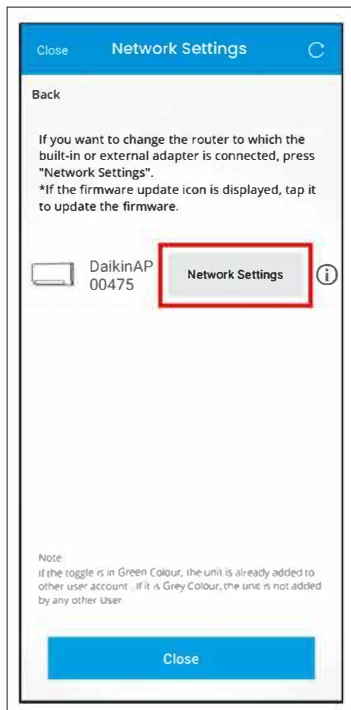 Close Network Settings
Back
If you want to change the router to which the
built-in or external adapter is connected, press
"Network Settings".
*If the firmware update icon is displayed, tap it
to update the firmware.
DaikinAP
00475
Network Settings
Note
If the toggle is in Green Colour, the unit is already added to
other user account . If it is Grey Colour, the unit is not added
by any other User
Close